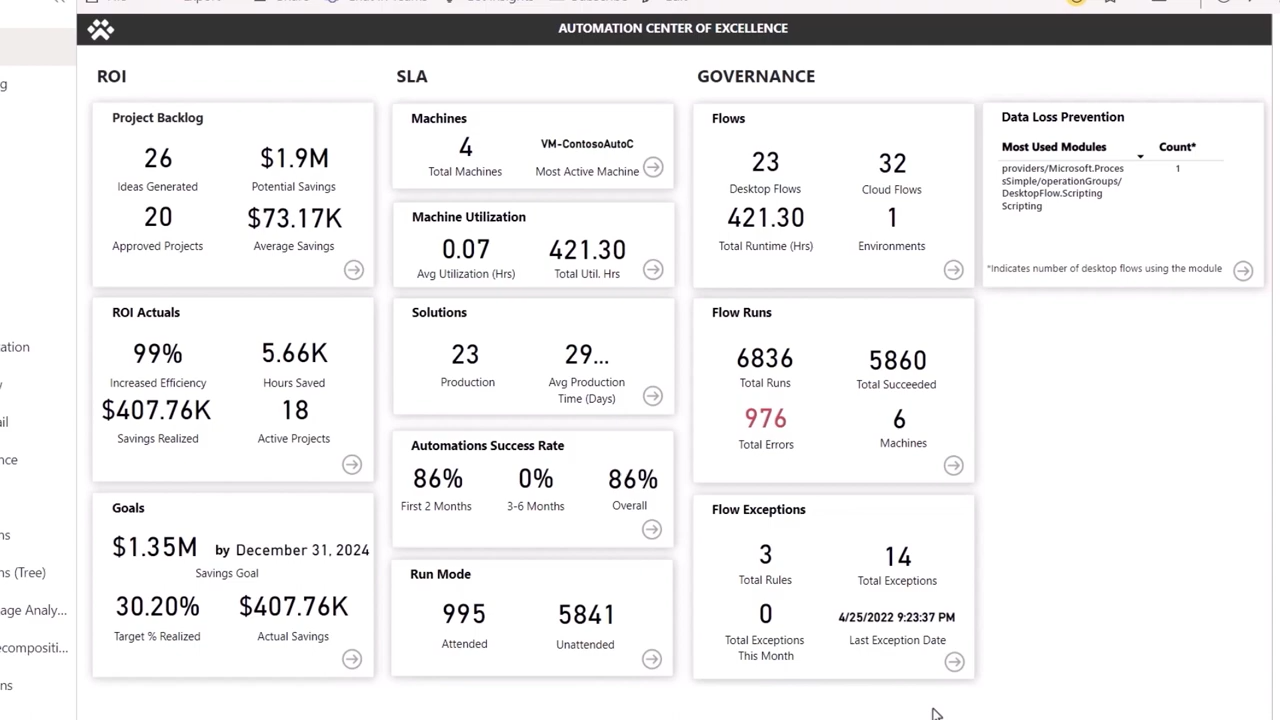 AUTOMATION CENTER OF EXCELLENCE
ROI
Project Backlog
26
$1.9M
Ideas Generated
Potential Savings
20
$73.17K
Approved Projects
Average Savings
ROI Actuals
99%
5.66K
Increased Efficiency
Hours Saved
$407.76K
18
Savings Realized
Active Projects
Goals
$1.35M by December 31, 2024
Savings Goal
30.20%
$407.76K
Target % Realized
Actual Savings
SLA
Machines
4
VM-ContosoAutoC
Total Machines
Most Active Machine
Machine Utilization
0.07
421.30
Avg Utilization (Hrs)
Total Util. Hrs
Solutions
23
29...
Production
Avg Production
Time (Days)
Automations Success Rate
86%
0%
86%
First 2 Months
3-6 Months
Overall
Run Mode
995
5841
Attended
Unattended
GOVERNANCE
Flows
23
32
Desktop Flows
Cloud Flows
421.30
1
Total Runtime (Hrs)
Environments
Flow Runs
6836
5860
Total Runs
Total Succeeded
976
6
Total Errors
Machines
Flow Exceptions
3
14
Total Rules
Total Exceptions
0
4/25/2022 9:23:37 PM
Total Exceptions
This Month
Last Exception Date
Data Loss Prevention
Most Used Modules
Count*
providers/Microsoft.Proces
1
sSimple/operationGroups/
DesktopFlow.Scripting
Scripting
*Indicates number of desktop flows using the module